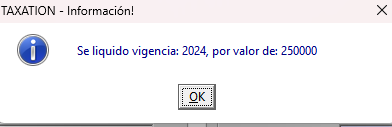 TAXATION - Información!
Se liquido vigencia: 2024, por valor de: 250000
OK